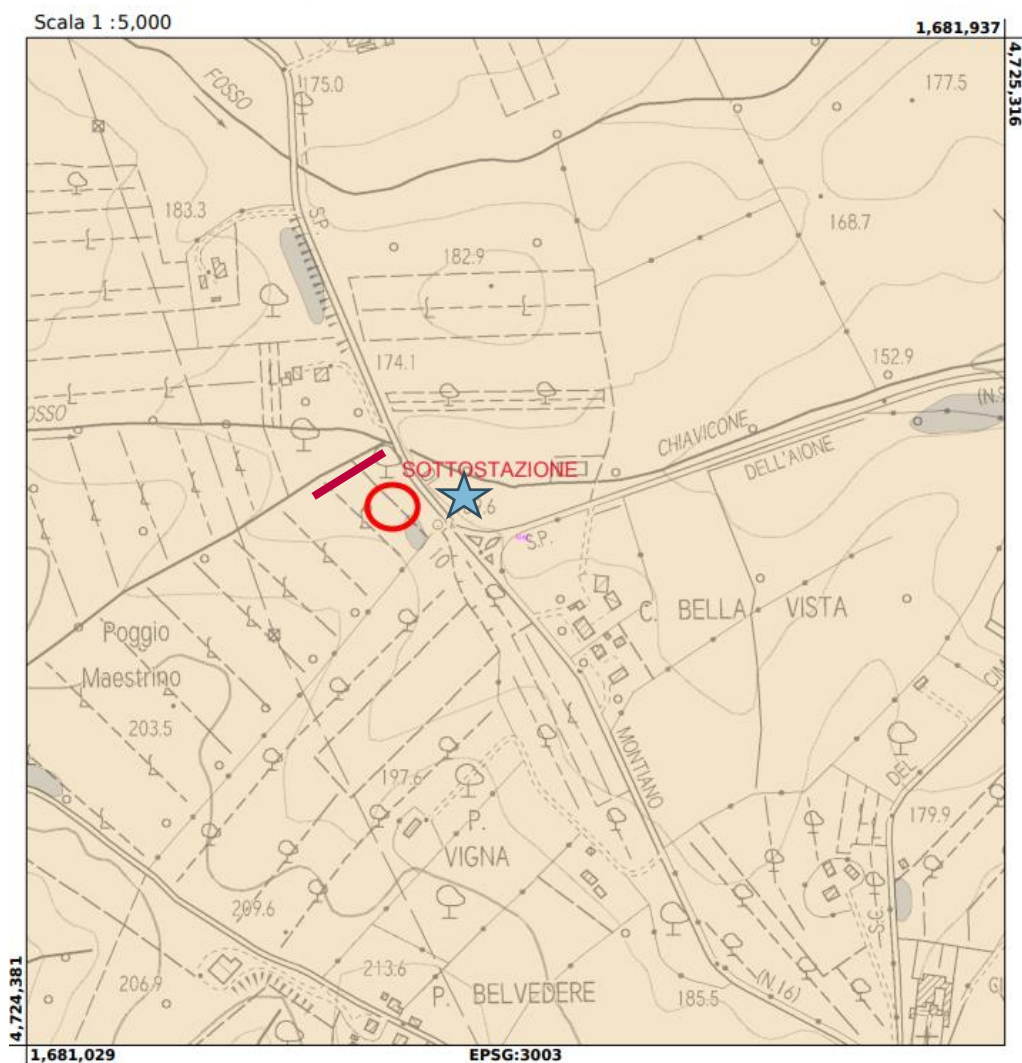 Scala 1 : 5,000
1,681,937
4,725,316
175.0
FOSSO
177.5
183.3
S.P.
168.7
182.9
174.1
152.9
OSSO
CHIAVICONE
DELL'AIONE
SOTTOSTAZIONE
S.P.
C. BELLA VISTA
Poggio
Maestrino
203.5
197.6
MONTIANO
DEL
179.9
P.
VIGNA
S.C.
209.6
206.9
213.6
P. BELVEDERE
185.5
(N.16)
4,724,381
1,681,029
EPSG:3003